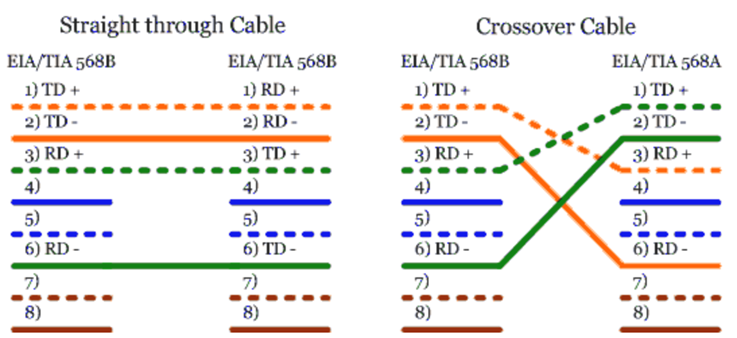 Straight through Cable
EIA/TIA 568B
1) TD +
2) TD -
3) RD +
4)
5)
6) RD -
7)
8)
EIA/TIA 568B
1) RD +
2) RD -
3) TD +
4)
5)
6) TD -
7)
8)
Crossover Cable
EIA/TIA 568B
1) TD +
2) TD -
3) RD +
4)
5)
6) RD -
7)
8)
EIA/TIA 568A
1) TD +
2) TD -
3) RD +
4)
5)
6) RD -
7)
8)